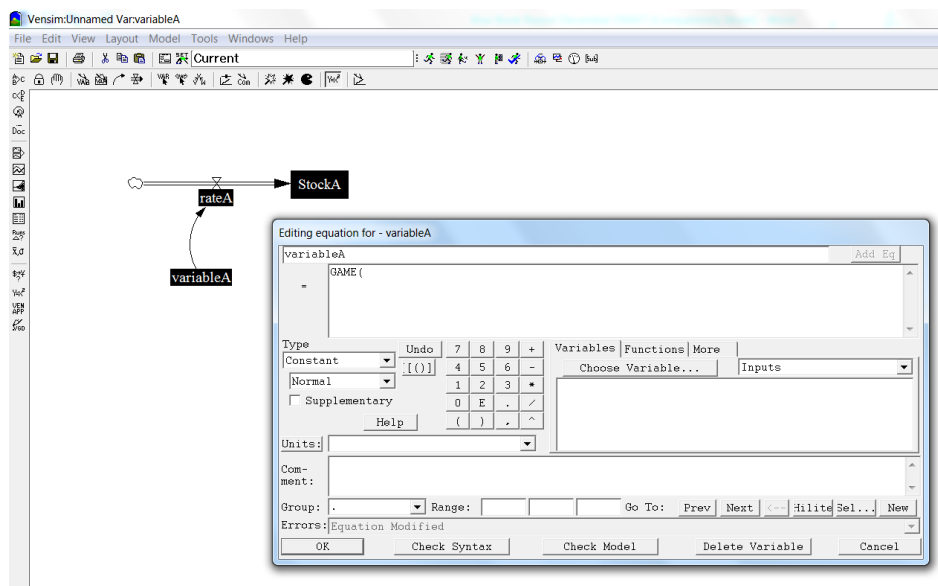 Vensim:Unnamed Var:variableA
File Edit View Layout Model Tools Windows Help
Current
VAB
Com
Doc
StockA
rateA
variableA
Editing equation for - variableA
variableA Add Eq
= GAME(
Type
Constant
Normal
Supplementary
Help
Undo 7 8 9 +
[()] 4 5 6 -
1 2 3 *
0 E . /
( ) , ^
Variables Functions More
Choose Variable... Inputs
Units:
Com-
ment:
Group: . Range: Go To: Prev Next <-- Hilite Sel... New
Errors: Equation Modified
OK Check Syntax Check Model Delete Variable Cancel